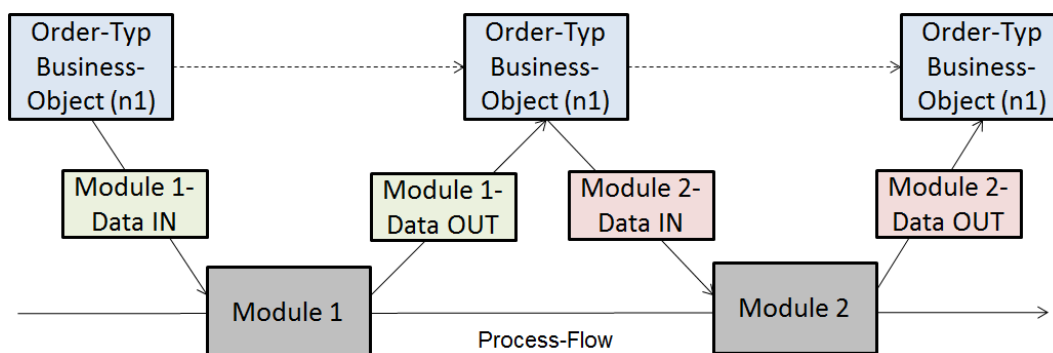 Order-Typ
Business-
Object (n1)
Order-Typ
Business-
Object (n1)
Order-Typ
Business-
Object (n1)
Module 1-
Data IN
Module 1-
Data OUT
Module 2-
Data IN
Module 2-
Data OUT
Module 1
Module 2
Process-Flow